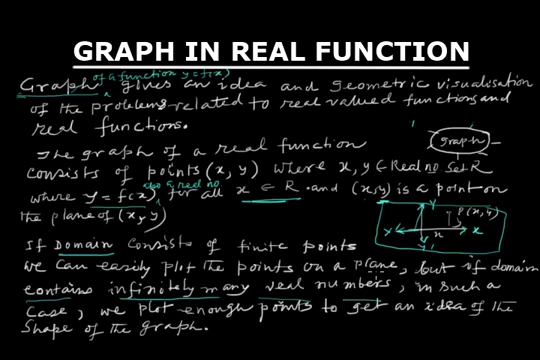 GRAPH IN REAL FUNCTION
of a function y = f(x)
Graph gives an idea and geometric visualisation
of the problems related to real valued functions and
real functions.
graph
The graph of a real function
consists of points (x, y) where x, y ∈ Real no Set R
also a real no
where y = f(x) for all x ∈ R and (x, y) is a point on
the plane of (x, y)
Y
P(x, y)
X' x X
Y'
If Domain consists of finite points
we can easily plot the points on a plane, but if domain
contains infinitely many real numbers, in such a
case, we plot enough points to get an idea of the
shape of the graph.